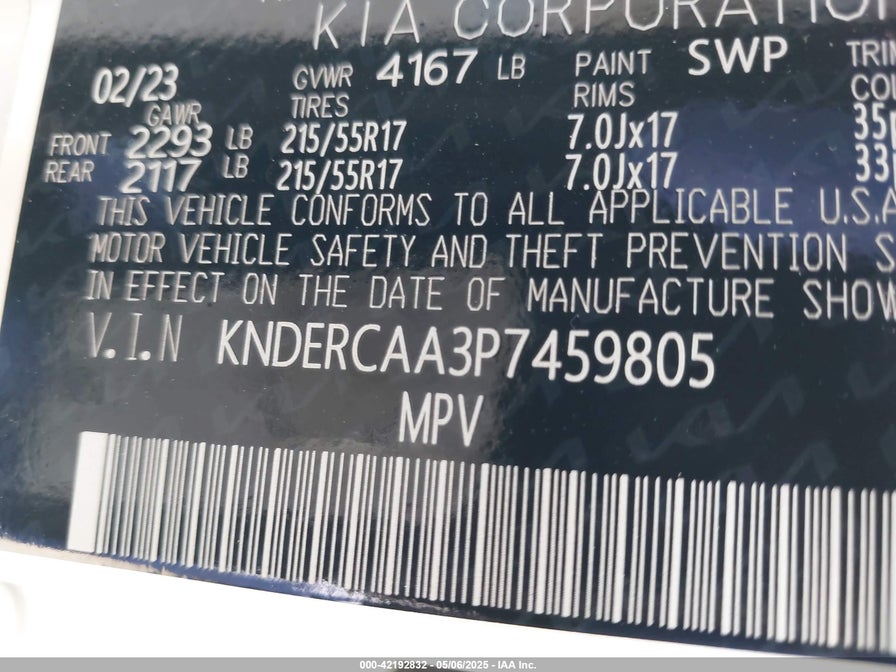 KIA CORPORATION
02/23 GVWR 4167 LB PAINT SWP
GAWR TIRES RIMS
FRONT 2293 LB 215/55R17 7.0Jx17
REAR 2117 LB 215/55R17 7.0Jx17
THIS VEHICLE CONFORMS TO ALL APPLICABLE U.S.
MOTOR VEHICLE SAFETY AND THEFT PREVENTION
IN EFFECT ON THE DATE OF MANUFACTURE SHOW
V.I.N KNDERCAA3P7459805
MPV
000-42192832 - 05/06/2025 - IAA Inc.